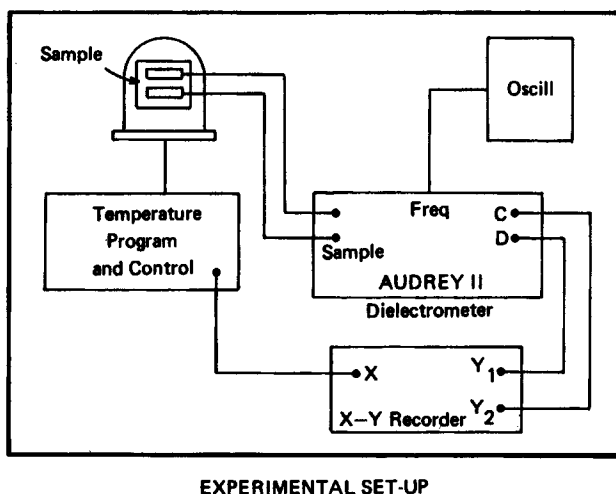 Sample
Oscill
Temperature
Program
and Control
Freq
C
D
Sample
AUDREY II
Dielectrometer
X
Y1
Y2
X–Y Recorder
EXPERIMENTAL SET-UP